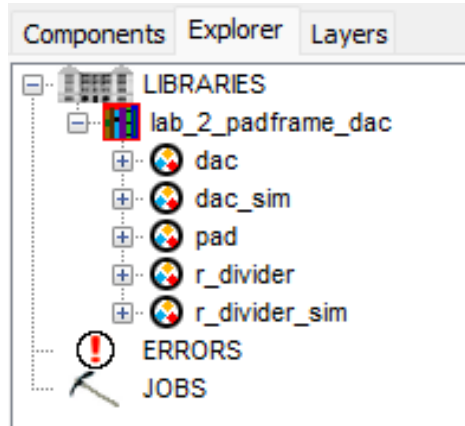 Components Explorer Layers
LIBRARIES
lab_2_padframe_dac
dac
dac_sim
pad
r_divider
r_divider_sim
ERRORS
JOBS